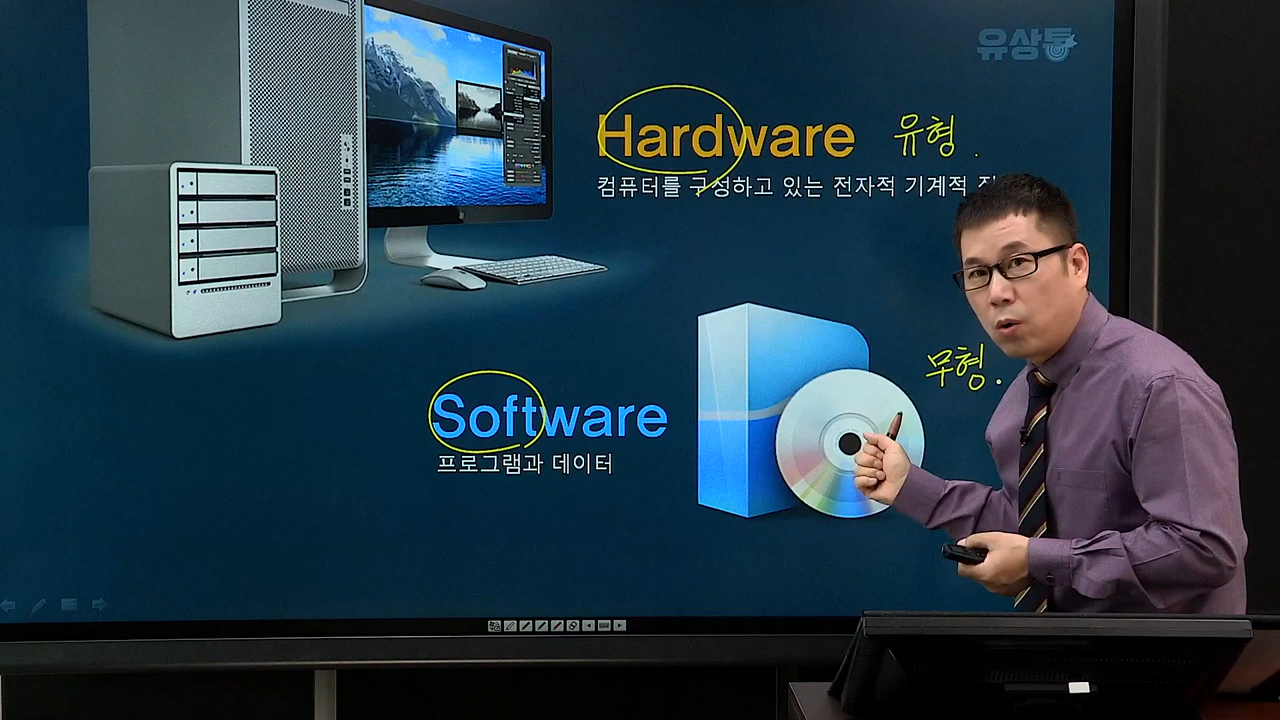 유상통
Hardware 유형.
컴퓨터를 구성하고 있는 전자적 기계적
무형.
Software
프로그램과 데이터